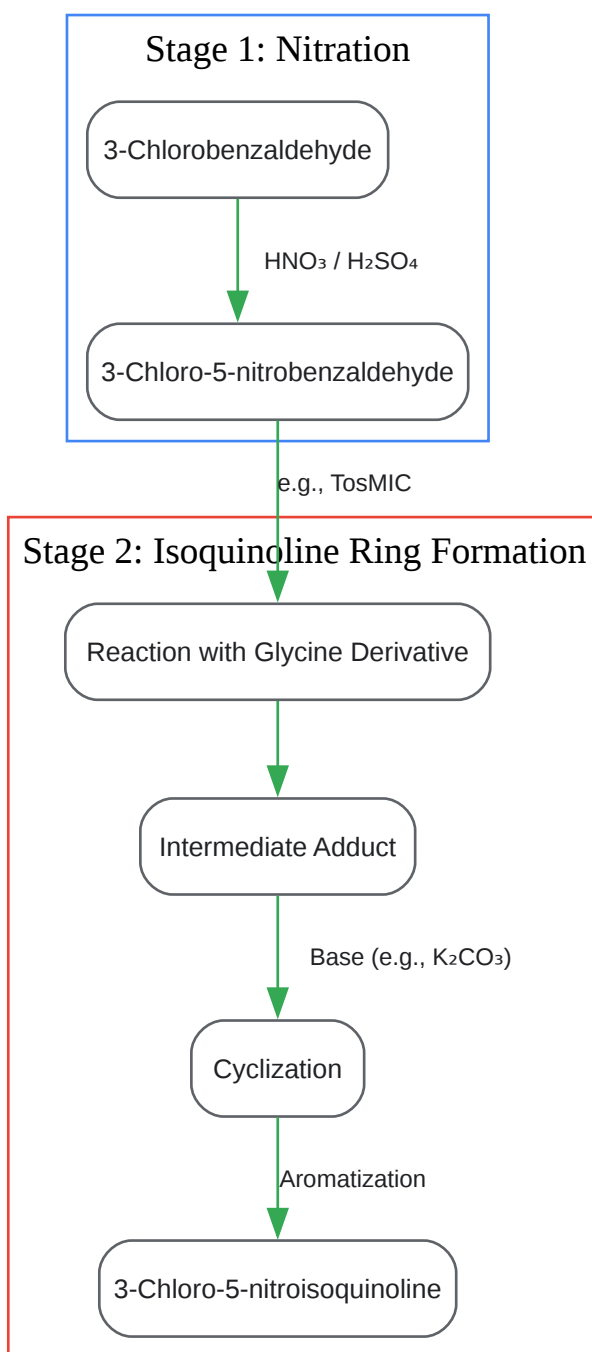 Stage 1: Nitration
3-Chlorobenzaldehyde
HNO₃ / H₂SO₄
3-Chloro-5-nitrobenzaldehyde
e.g., TosMIC
Stage 2: Isoquinoline Ring Formation
Reaction with Glycine Derivative
Intermediate Adduct
Base (e.g., K₂CO₃)
Cyclization
Aromatization
3-Chloro-5-nitroisoquinoline